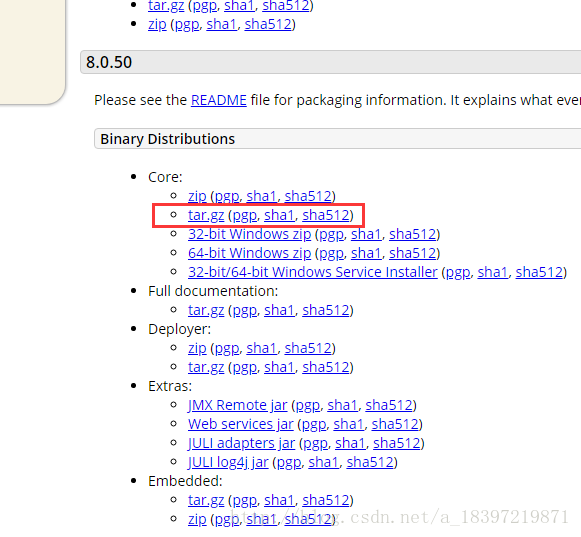 tar.gz (pgp, sha1, sha512)
zip (pgp, sha1, sha512)
8.0.50
Please see the README file for packaging information. It explains what ever
Binary Distributions
Core:
zip (pgp, sha1, sha512)
tar.gz (pgp, sha1, sha512)
32-bit Windows zip (pgp, sha1, sha512)
64-bit Windows zip (pgp, sha1, sha512)
32-bit/64-bit Windows Service Installer (pgp, sha1, sha512)
Full documentation:
tar.gz (pgp, sha1, sha512)
Deployer:
zip (pgp, sha1, sha512)
tar.gz (pgp, sha1, sha512)
Extras:
JMX Remote jar (pgp, sha1, sha512)
Web services jar (pgp, sha1, sha512)
JULI adapters jar (pgp, sha1, sha512)
JULI log4j jar (pgp, sha1, sha512)
Embedded:
tar.gz (pgp, sha1, sha512)
zip (pgp, sha1, sha512)
https://blog.csdn.net/a_18397219871